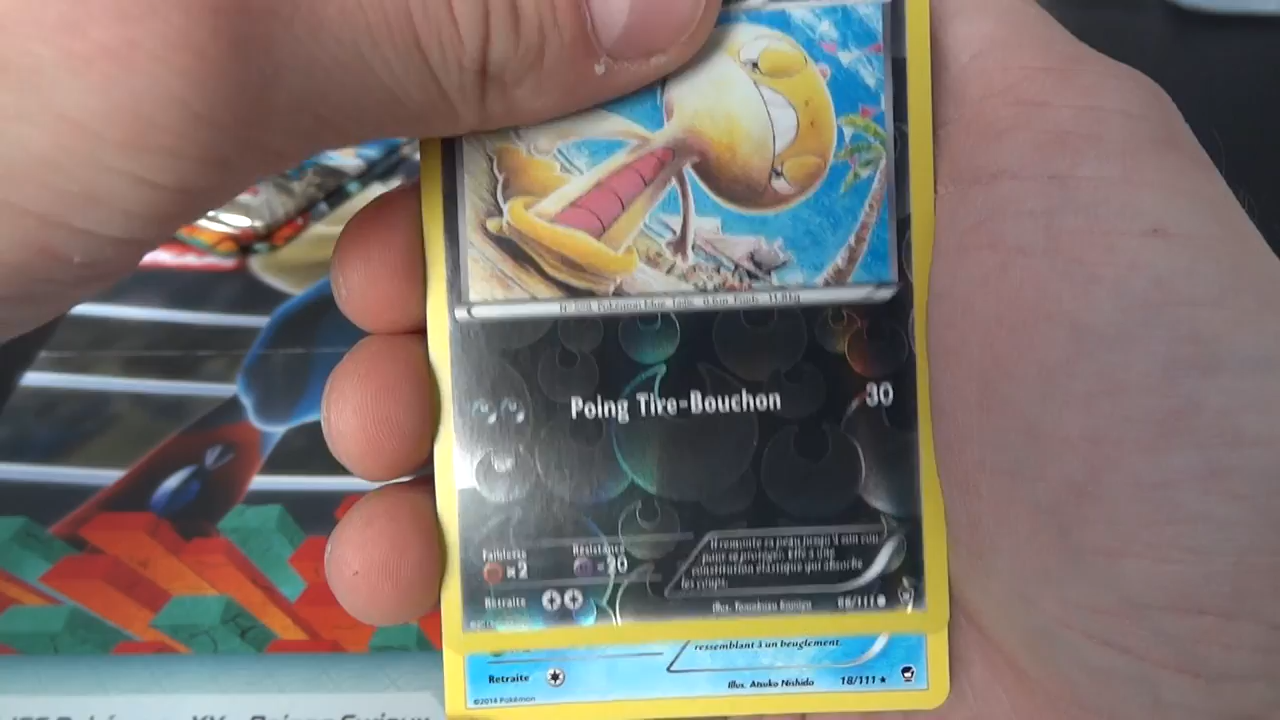 Poing Tire-Bouchon 30
Faiblesse Résistance
×2 -20
Retraite
Il remonte sa peau jusqu'à son cou
pour se protéger. Elle a une
constitution élastique qui absorbe
les coups.
Illus. Tomokazu Komiya 68/111
ressemblant à un beuglement.
Retraite
Illus. Atsuko Nishida 18/111
©2014 Pokémon